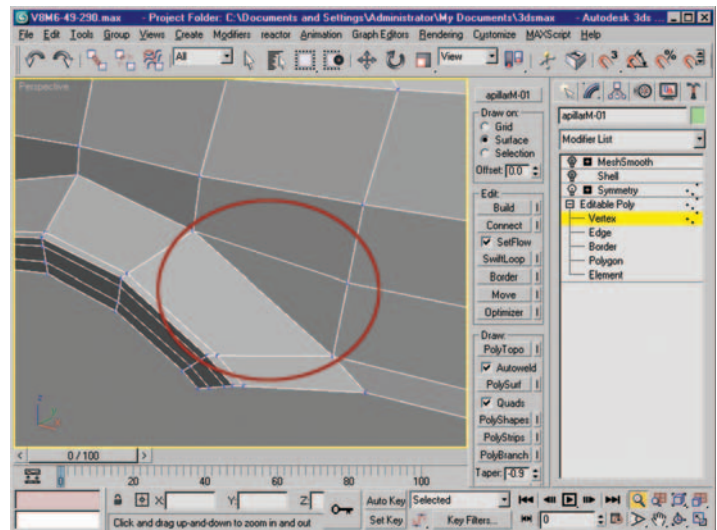 V8M6-49-290.max - Project Folder: C:\Documents and Settings\Administrator\My Documents\3dsmax - Autodesk 3ds ...
File Edit Tools Group Views Create Modifiers reactor Animation Graph Editors Rendering Customize MAXScript Help
All View
Perspective
apillarM-01
Draw on:
Grid
Surface
Selection
Offset: 0.0
Edit:
Build
Connect
SetFlow
SwiftLoop
Border
Move
Optimizer
Draw:
PolyTopo
Autoweld
PolySurf
Quads
PolyShapes
PolyStrips
PolyBranch
Taper: -0.9
apillarM-01
Modifier List
MeshSmooth
Shell
Symmetry
Editable Poly
Vertex
Edge
Border
Polygon
Element
z
0 / 100
0 20 40 60 80 100
X: Y: Z:
Auto Key Selected
Click and drag up-and-down to zoom in and out
Set Key Key Filters... 0